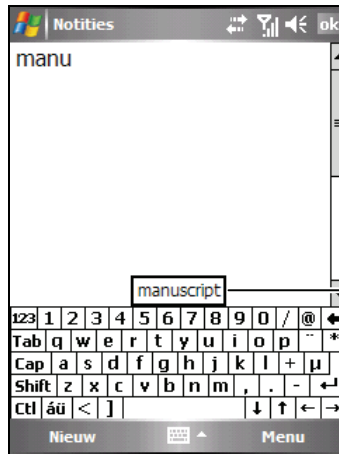 Notities ok
manu
manuscript
123 1 2 3 4 5 6 7 8 9 0 / @ ←
Tab q w e r t y u i o p ¨ *
Cap a s d f g h j k l + µ
Shift z x c v b n m , . - ↵
Ctl áü < ] ↓ ↑ ← →
Nieuw Menu